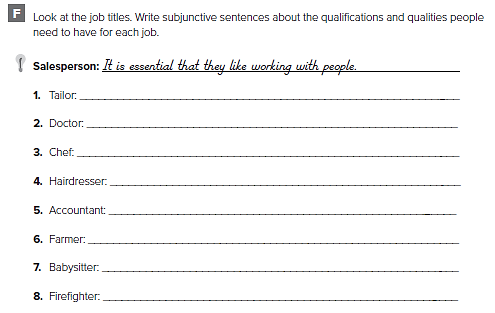 F Look at the job titles. Write subjunctive sentences about the qualifications and qualities people
need to have for each job.
Salesperson: It is essential that they like working with people.
1. Tailor:
2. Doctor:
3. Chef:
4. Hairdresser:
5. Accountant:
6. Farmer:
7. Babysitter:
8. Firefighter: